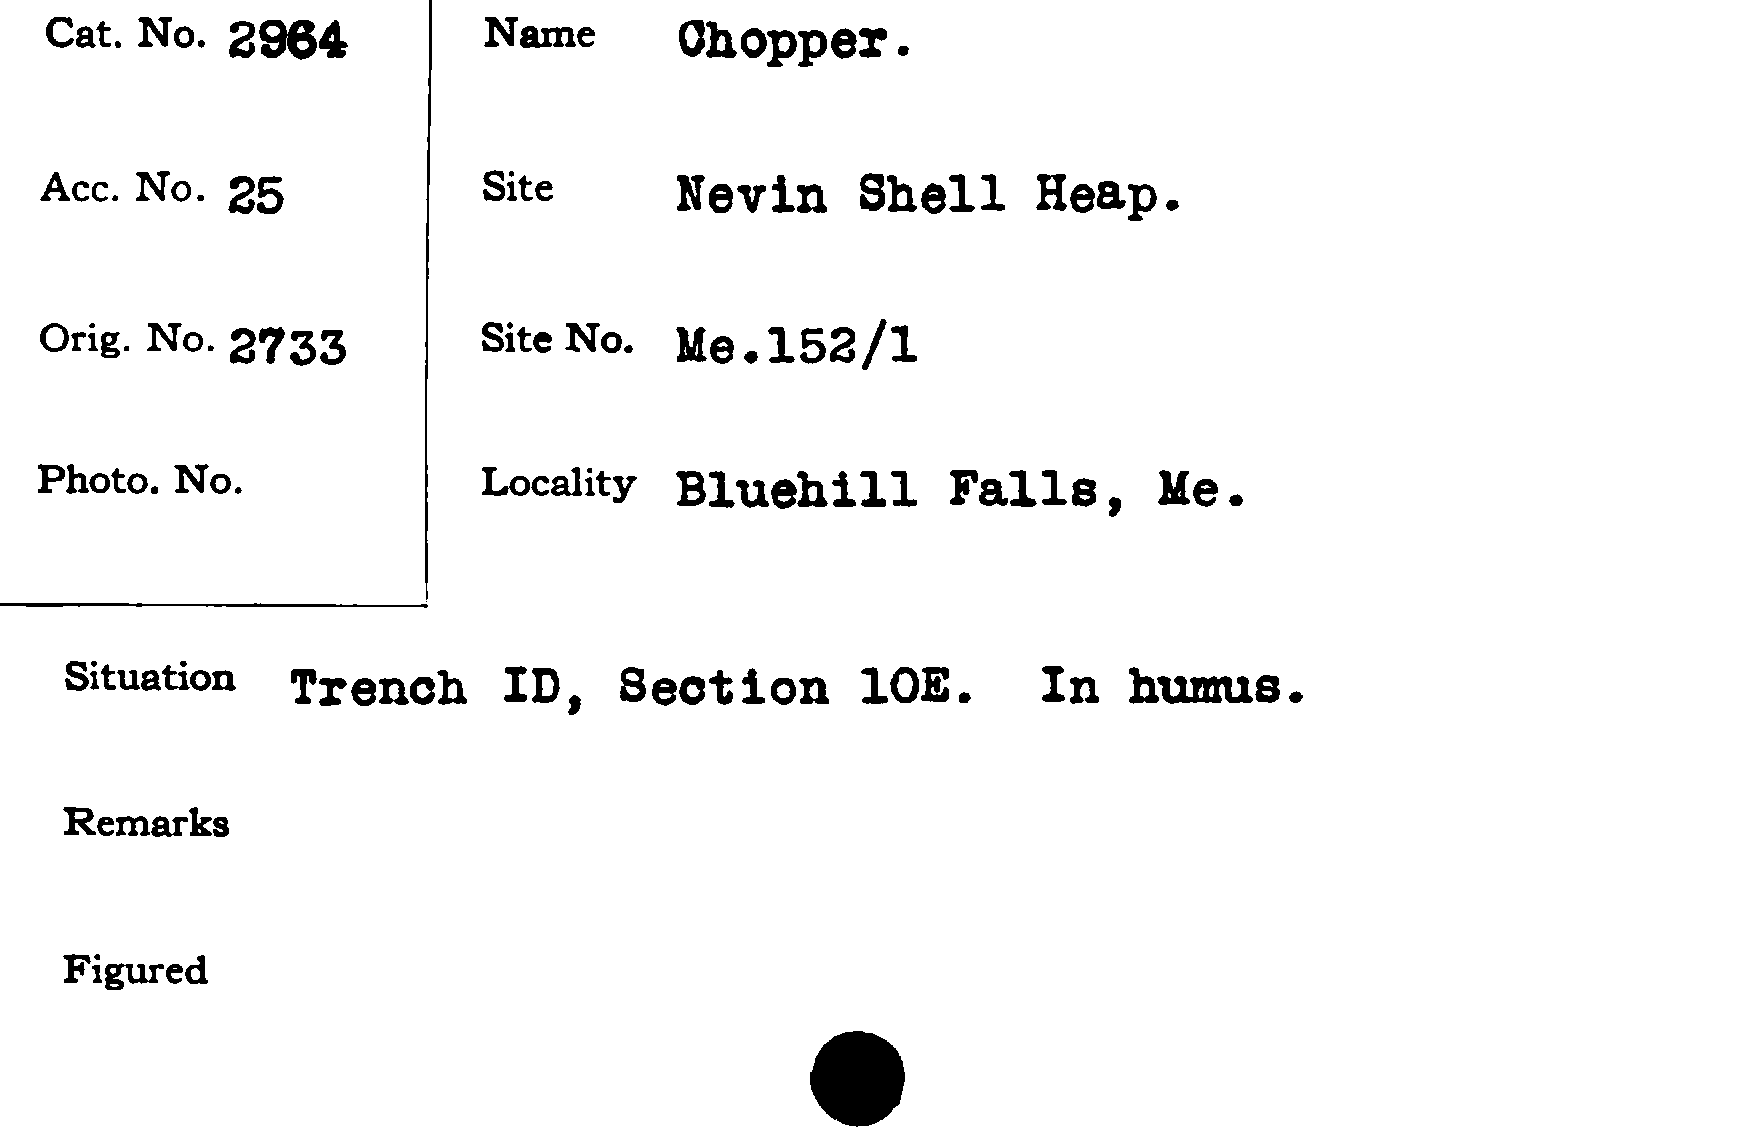 Cat. No. 2964
Name Chopper.
Acc. No. 25
Site Nevin Shell Heap.
Orig. No. 2733
Site No. Me.152/1
Photo. No.
Locality Bluehill Falls, Me.
Situation Trench ID, Section 10E. In humus.
Remarks
Figured